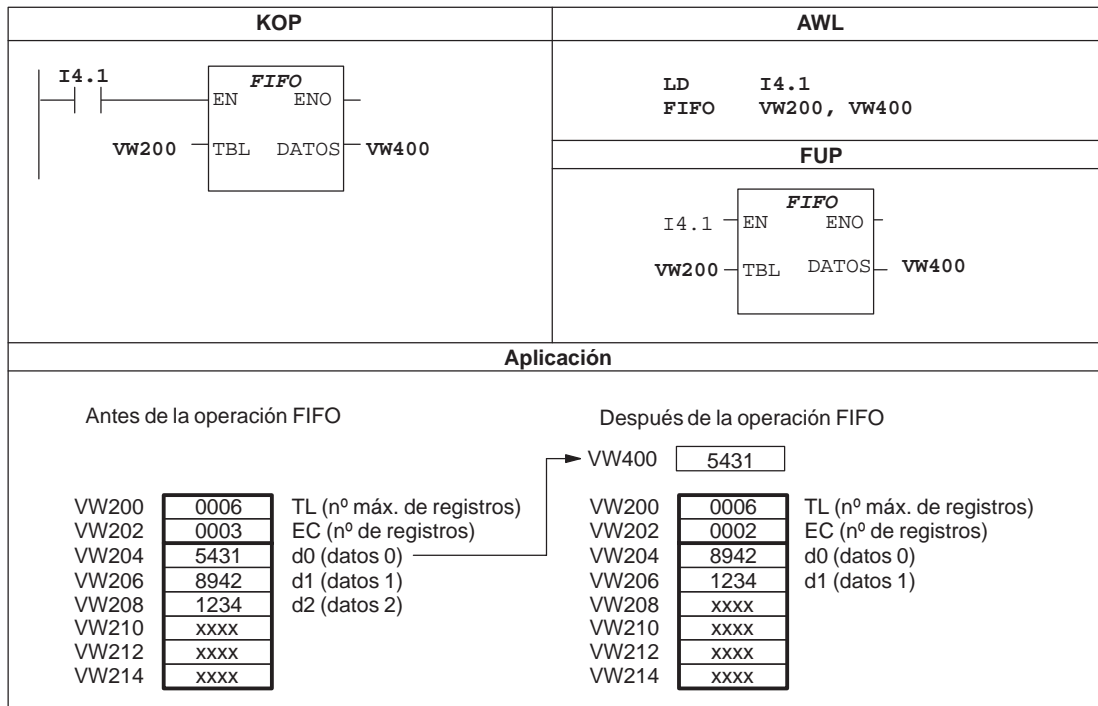 KOP
I4.1
FIFO
EN ENO
VW200 TBL DATOS VW400
AWL
LD I4.1
FIFO VW200, VW400
FUP
FIFO
I4.1 EN ENO
VW200 TBL DATOS VW400
Aplicación
Antes de la operación FIFO
VW200 0006 TL (nº máx. de registros)
VW202 0003 EC (nº de registros)
VW204 5431 d0 (datos 0)
VW206 8942 d1 (datos 1)
VW208 1234 d2 (datos 2)
VW210 xxxx
VW212 xxxx
VW214 xxxx
Después de la operación FIFO
VW400 5431
VW200 0006 TL (nº máx. de registros)
VW202 0002 EC (nº de registros)
VW204 8942 d0 (datos 0)
VW206 1234 d1 (datos 1)
VW208 xxxx
VW210 xxxx
VW212 xxxx
VW214 xxxx